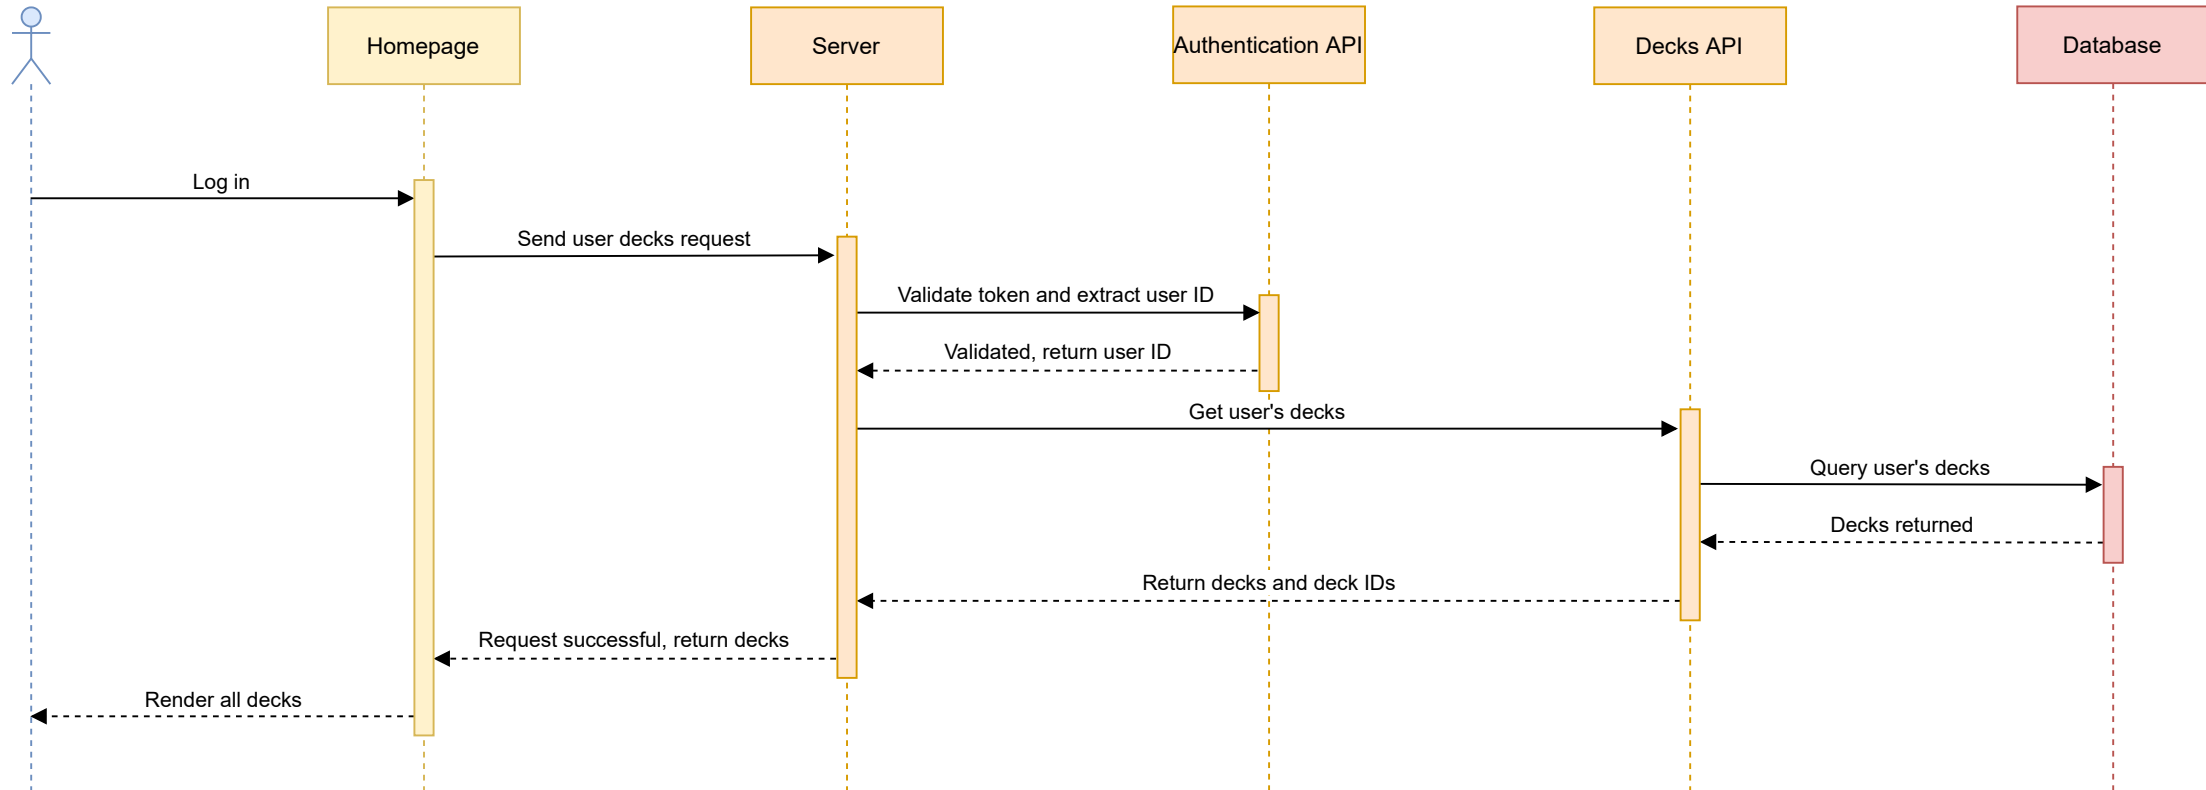 Homepage
Server
Authentication API
Decks API
Database
Log in
Send user decks request
Validate token and extract user ID
Validated, return user ID
Get user's decks
Query user's decks
Decks returned
Return decks and deck IDs
Request successful, return decks
Render all decks